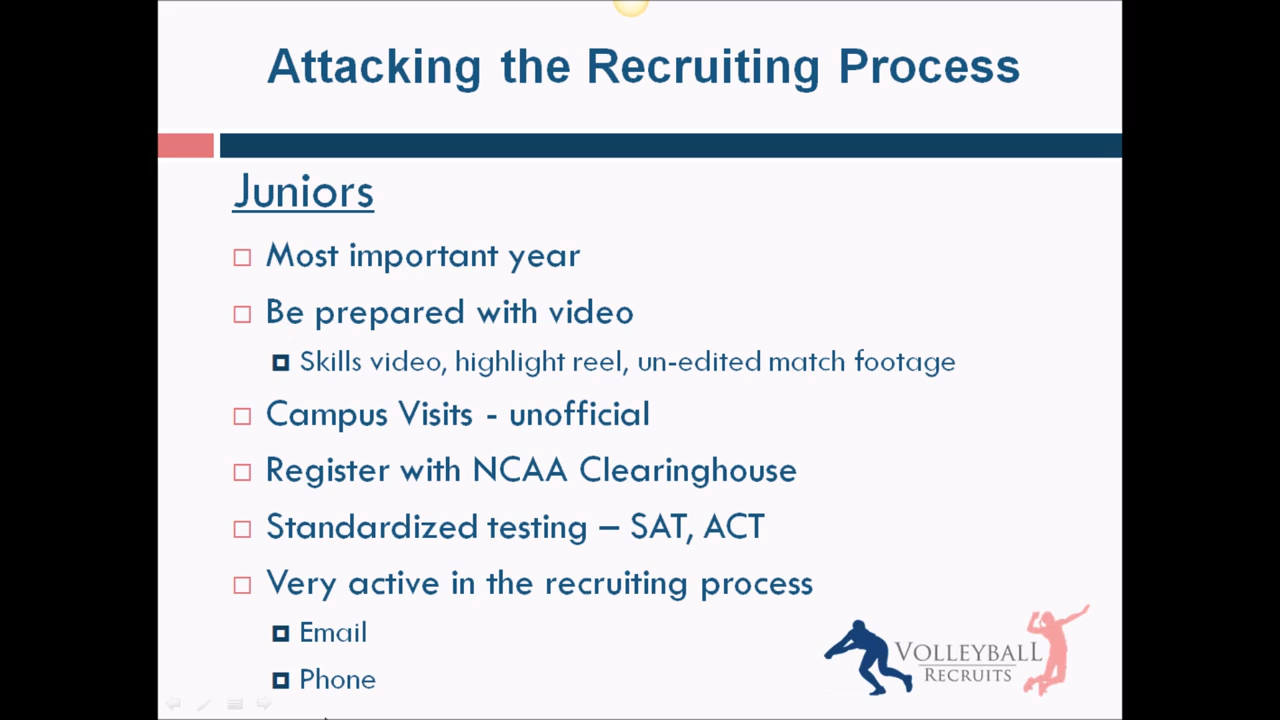 Attacking the Recruiting Process
Juniors
Most important year
Be prepared with video
Skills video, highlight reel, un-edited match footage
Campus Visits - unofficial
Register with NCAA Clearinghouse
Standardized testing – SAT, ACT
Very active in the recruiting process
Email
Phone
VOLLEYBALL
RECRUITS